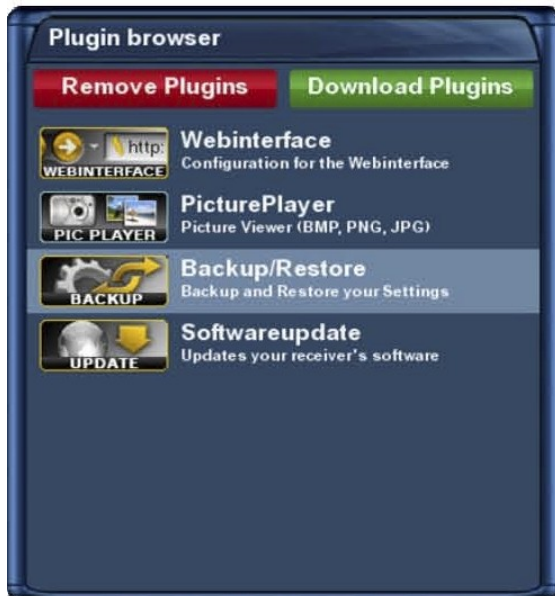 Plugin browser
Remove Plugins
Download Plugins
http:
WEBINTERFACE
Webinterface
Configuration for the Webinterface
PIC PLAYER
PicturePlayer
Picture Viewer (BMP, PNG, JPG)
BACKUP
Backup/Restore
Backup and Restore your Settings
UPDATE
Softwareupdate
Updates your receiver's software